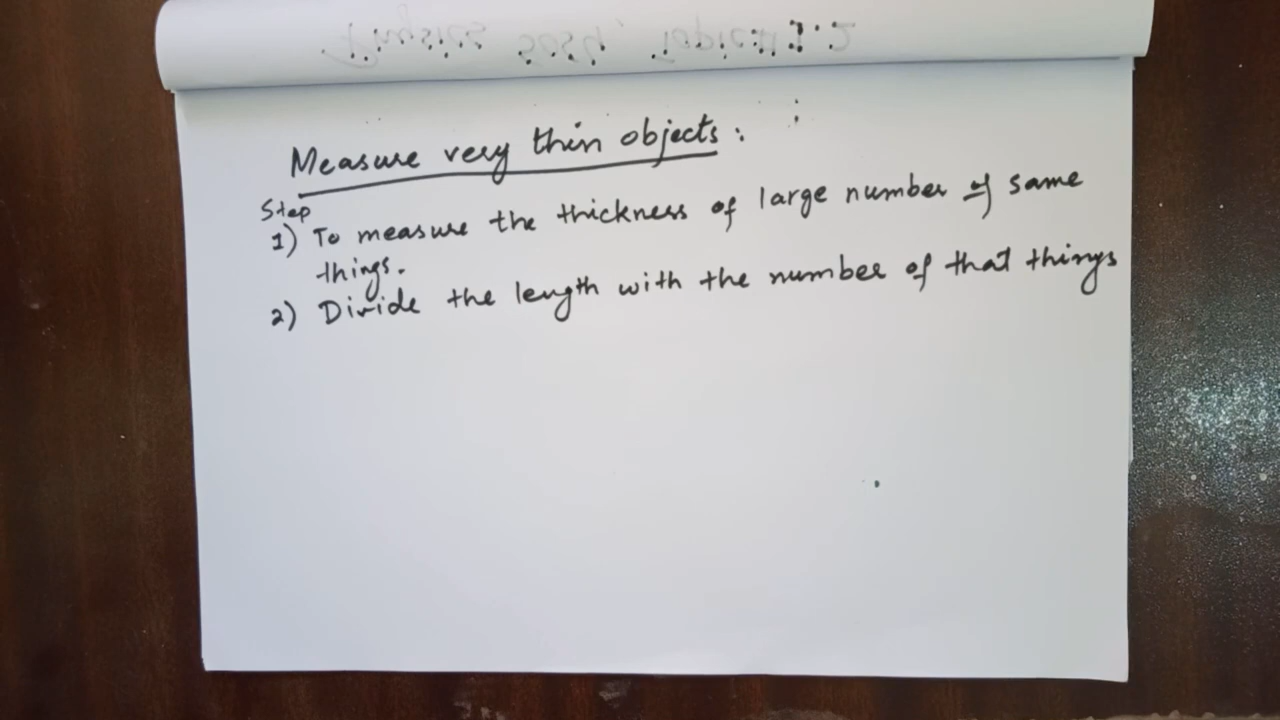 Measure very thin objects :
Step
1) To measure the thickness of large number of same
things.
2) Divide the length with the number of that things